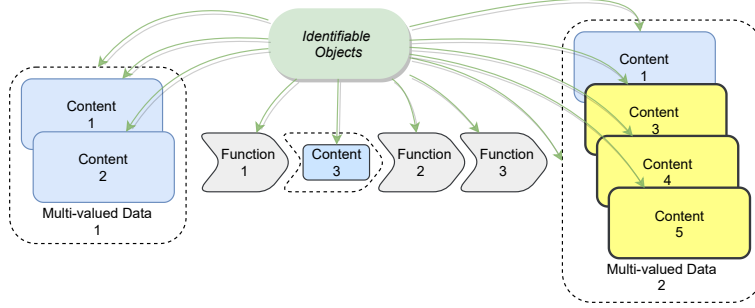 Identifiable
Objects
Content
1
Content
2
Multi-valued Data
1
Function
1
Content
3
Function
2
Function
3
Content
1
Content
3
Content
4
Content
5
Multi-valued Data
2